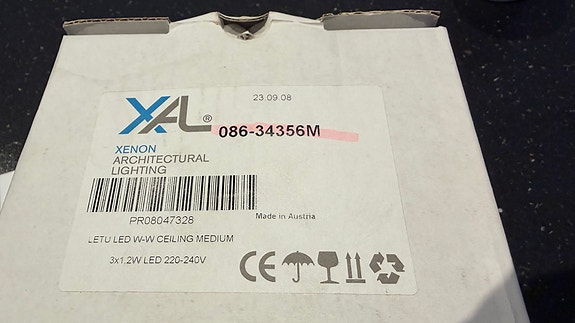 23.09.08
XAL®
086-34356M
XENON
ARCHITECTURAL
LIGHTING
PR08047328
Made in Austria
LETU LED W-W CEILING MEDIUM
3x1,2W LED 220-240V
CE